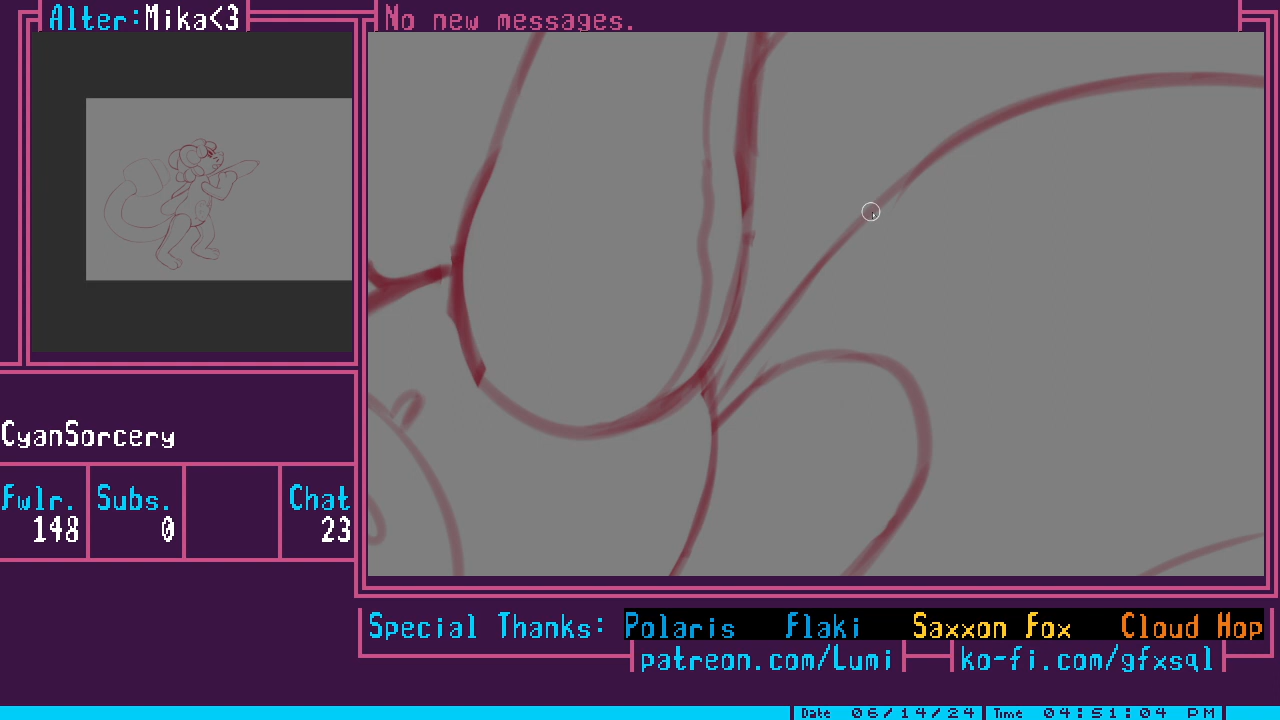 Alter:Mika<3
No new messages.
CyanSorcery
Fwlr. Subs. Chat
148 0 23
Special Thanks: Polaris Flaki Saxxon Fox Cloud Hop
patreon.com/Lumi ko-fi.com/gfxsql
Date 06/14/24 Time 04:51:04 PM